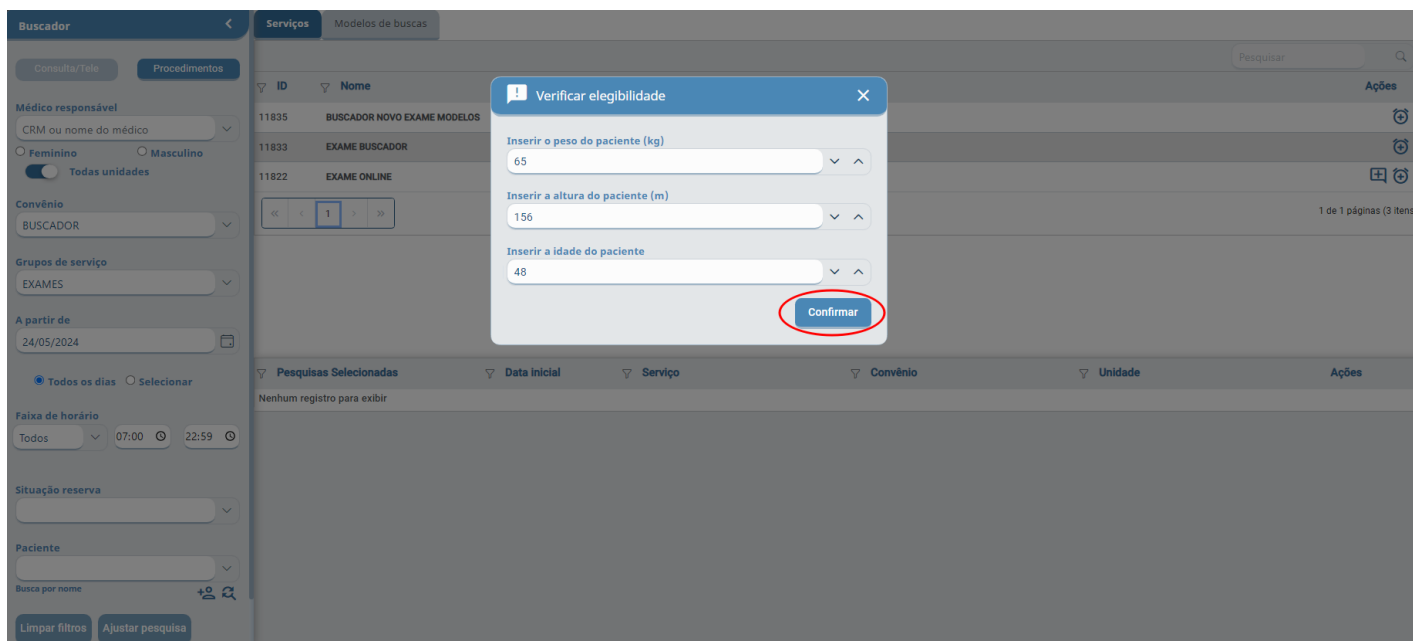 Buscador
Serviços
Modelos de buscas
Consulta/Tele
Procedimentos
Médico responsável
CRM ou nome do médico
Feminino
Masculino
Todas unidades
Convênio
BUSCADOR
Grupos de serviço
EXAMES
A partir de
24/05/2024
Todos os dias
Selecionar
Faixa de horário
Todos
07:00
22:59
Situação reserva
Paciente
Busca por nome
Limpar filtros
Ajustar pesquisa
Pesquisar
ID
Nome
Ações
11835
BUSCADOR NOVO EXAME MODELOS
11833
EXAME BUSCADOR
11822
EXAME ONLINE
1
1 de 1 páginas (3 itens
Verificar elegibilidade
Inserir o peso do paciente (kg)
65
Inserir a altura do paciente (m)
156
Inserir a idade do paciente
48
Confirmar
Pesquisas Selecionadas
Data inicial
Serviço
Convênio
Unidade
Ações
Nenhum registro para exibir